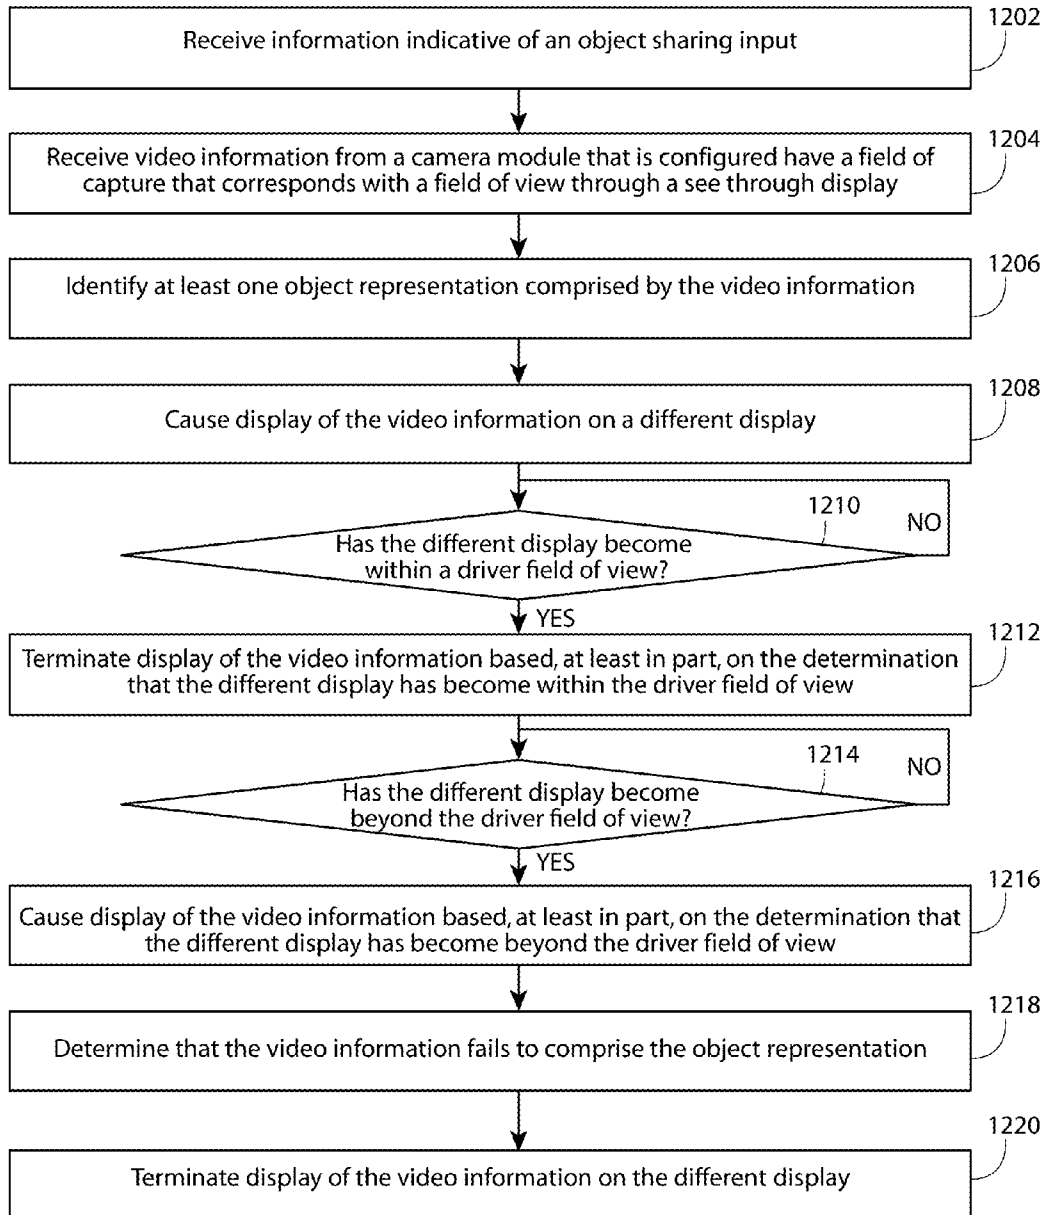 1202
Receive information indicative of an object sharing input
1204
Receive video information from a camera module that is configured have a field of
capture that corresponds with a field of view through a see through display
1206
Identify at least one object representation comprised by the video information
1208
Cause display of the video information on a different display
1210
NO
Has the different display become
within a driver field of view?
YES
1212
Terminate display of the video information based, at least in part, on the determination
that the different display has become within the driver field of view
1214
NO
Has the different display become
beyond the driver field of view?
YES
1216
Cause display of the video information based, at least in part, on the determination that
the different display has become beyond the driver field of view
1218
Determine that the video information fails to comprise the object representation
1220
Terminate display of the video information on the different display